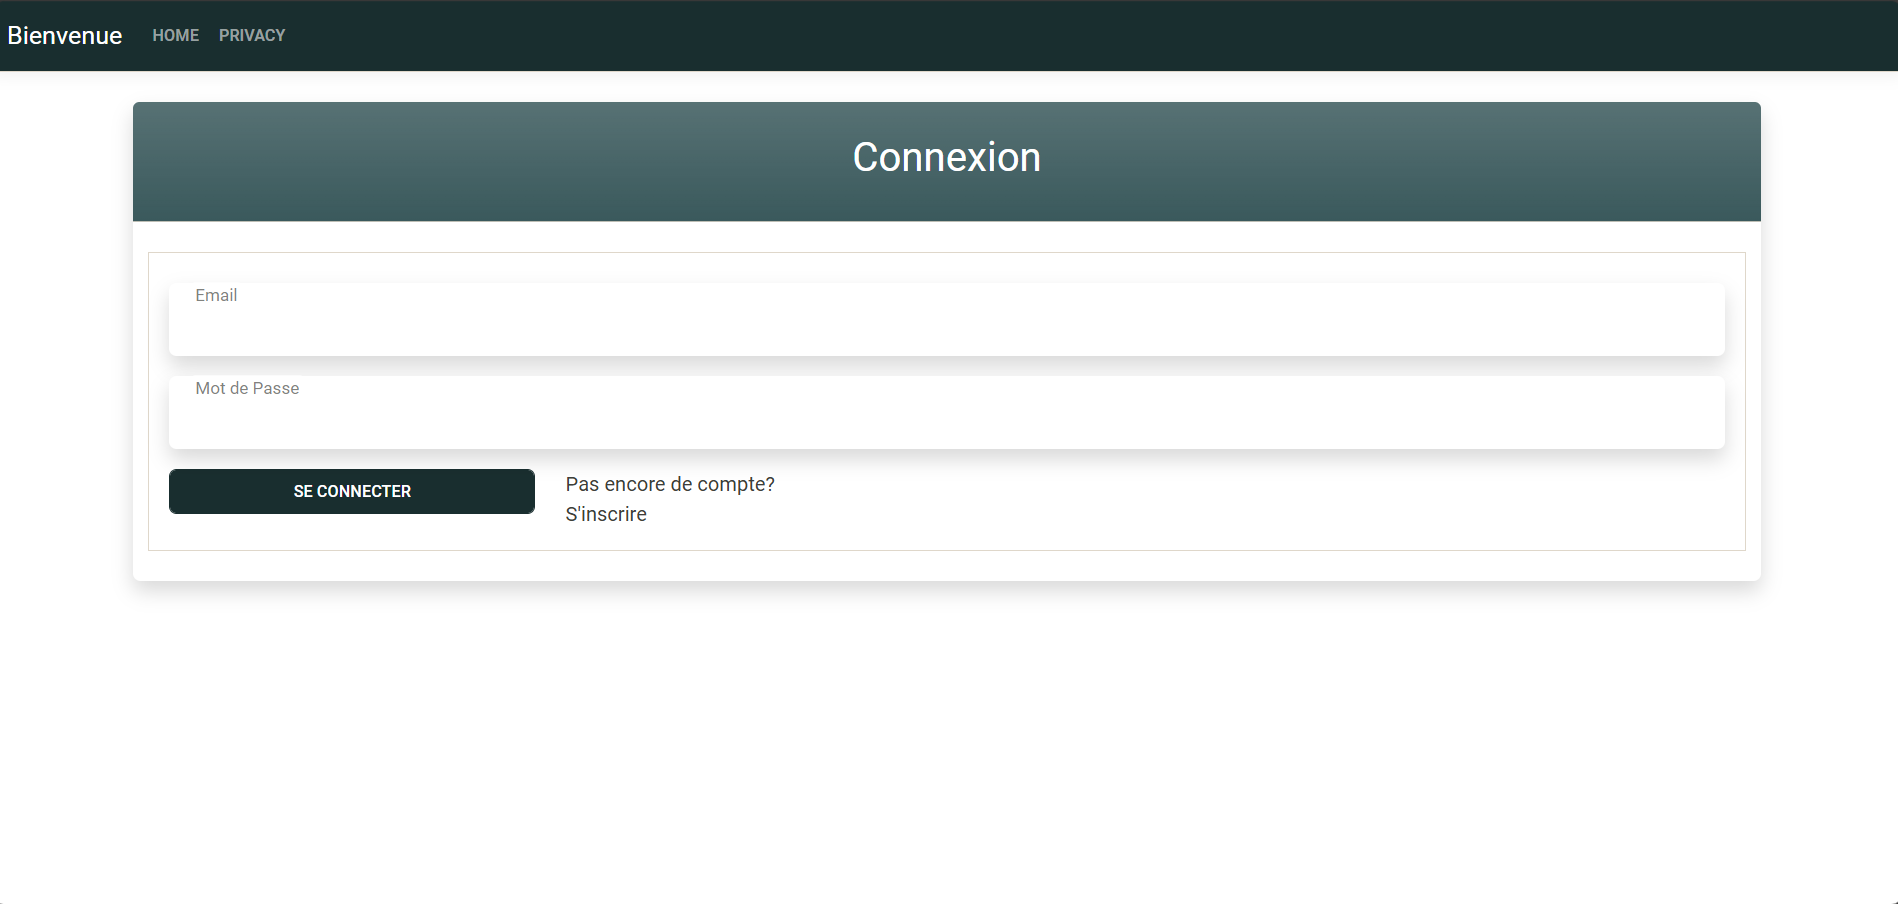 Bienvenue HOME PRIVACY
Connexion
Email
Mot de Passe
SE CONNECTER
Pas encore de compte?
S'inscrire